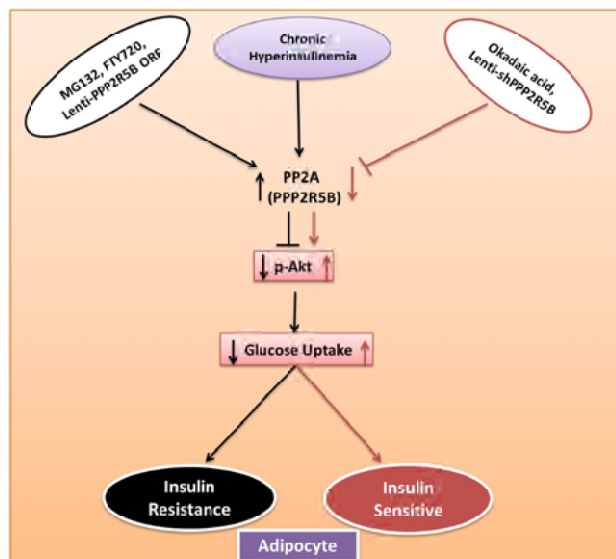 MG132, FTY720,
Lenti-PPP2R5B ORF
Chronic
Hyperinsulinemia
Okadaic acid,
Lenti-shPPP2R5B
PP2A
(PPP2R5B)
p-Akt
Glucose Uptake
Insulin
Resistance
Insulin
Sensitive
Adipocyte